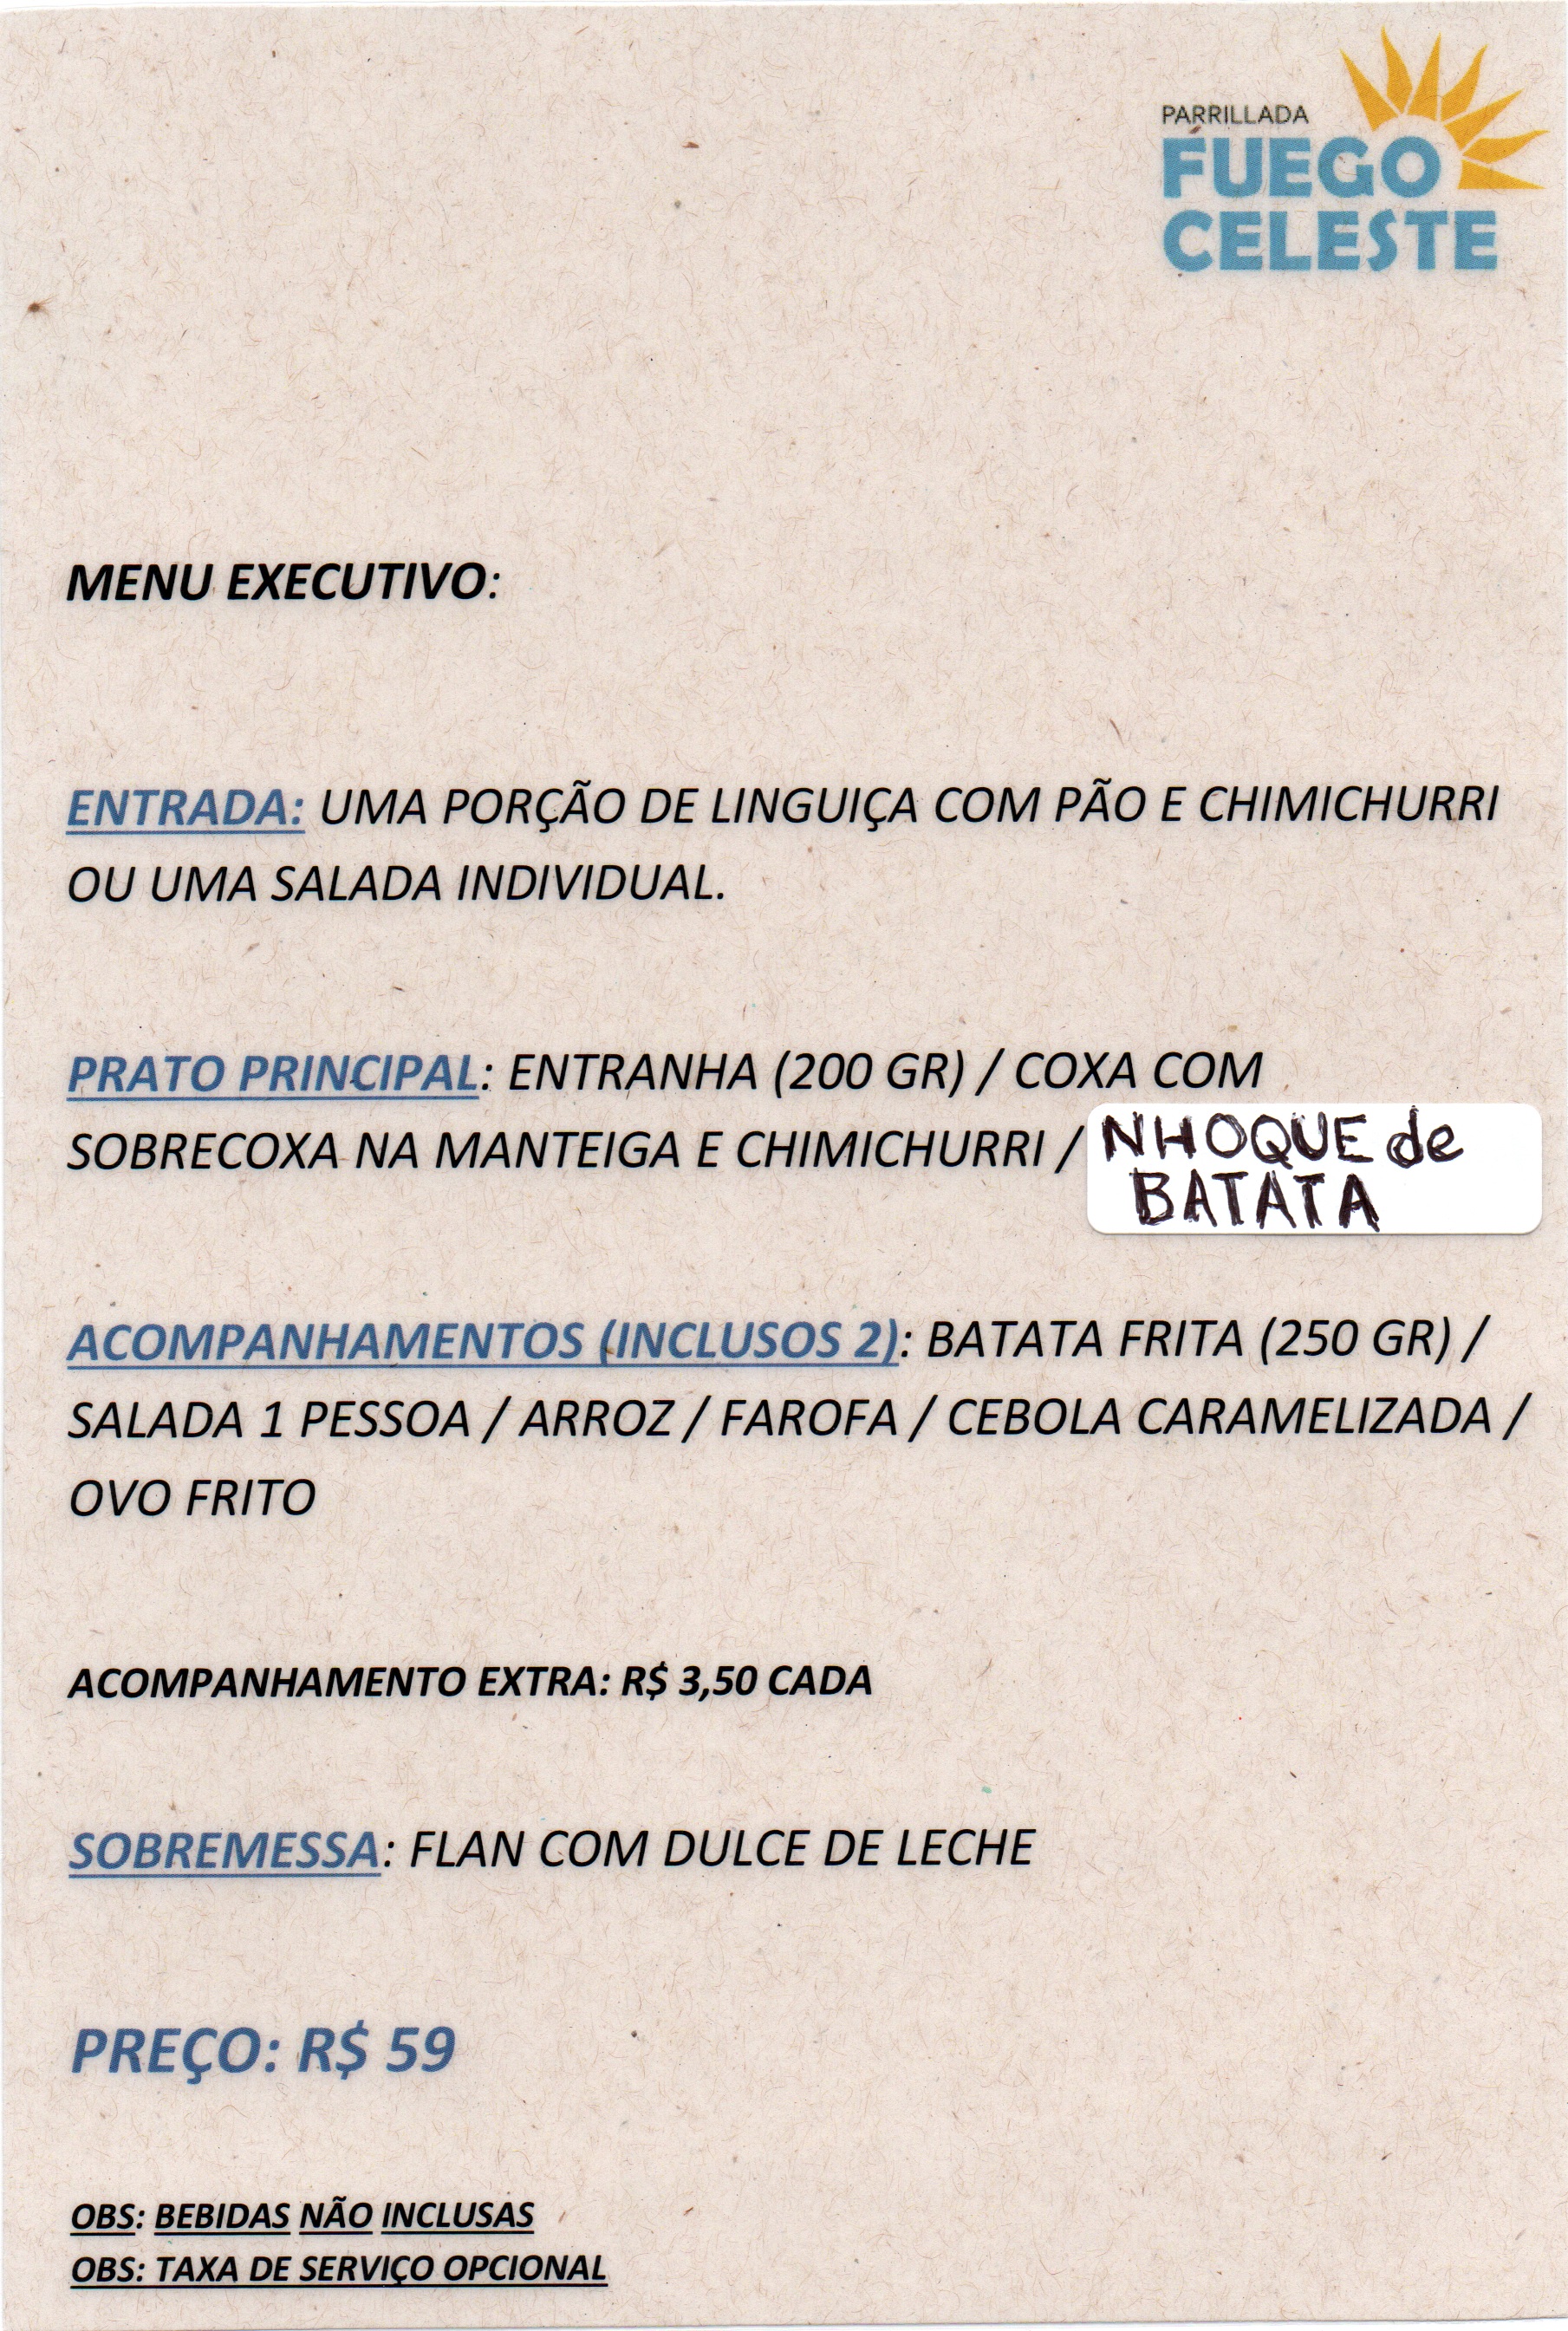 PARRILLADA
FUEGO
CELESTE
MENU EXECUTIVO:
ENTRADA: UMA PORÇÃO DE LINGUIÇA COM PÃO E CHIMICHURRI
OU UMA SALADA INDIVIDUAL.
PRATO PRINCIPAL: ENTRANHA (200 GR) / COXA COM
SOBRECOXA NA MANTEIGA E CHIMICHURRI / NHOQUE de
BATATA
ACOMPANHAMENTOS (INCLUSOS 2): BATATA FRITA (250 GR) /
SALADA 1 PESSOA / ARROZ / FAROFA / CEBOLA CARAMELIZADA /
OVO FRITO
ACOMPANHAMENTO EXTRA: R$ 3,50 CADA
SOBREMESSA: FLAN COM DULCE DE LECHE
PREÇO: R$ 59
OBS: BEBIDAS NÃO INCLUSAS
OBS: TAXA DE SERVIÇO OPCIONAL